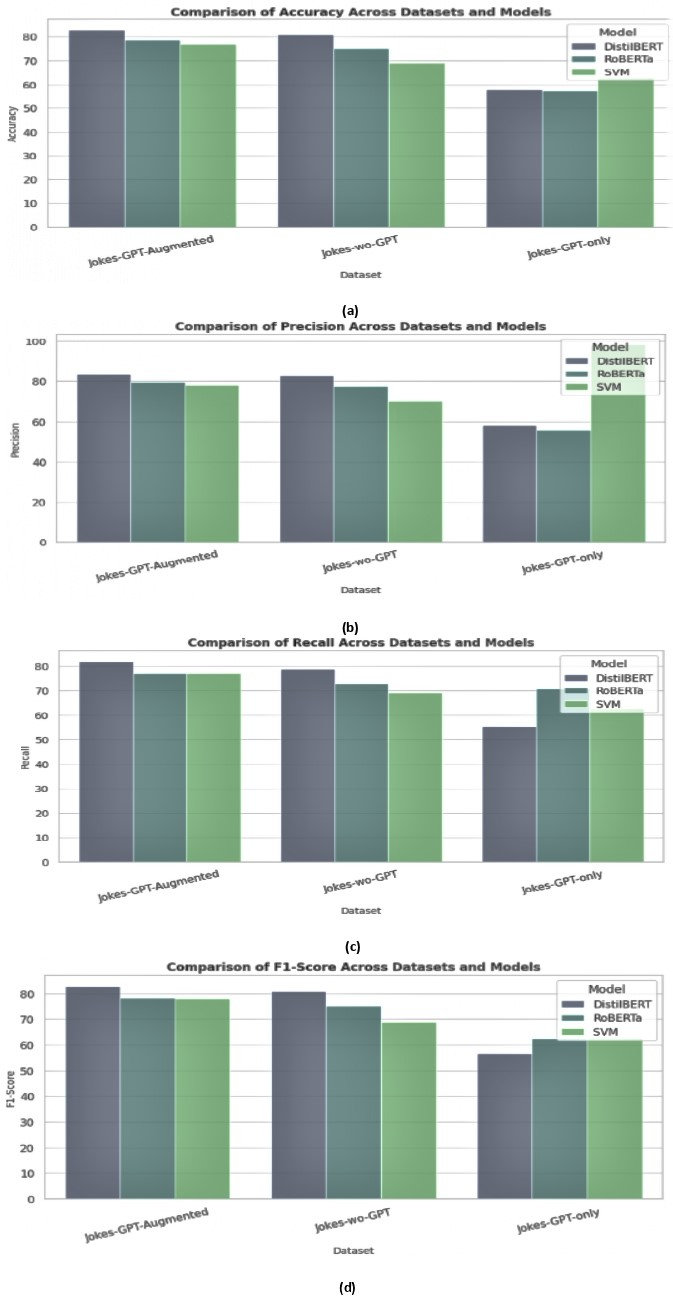 Comparison of Accuracy Across Datasets and Models
Model
DistilBERT
RoBERTa
SVM
80
70
60
50
40
30
20
10
0
Accuracy
Jokes-GPT-Augmented
Jokes-wo-GPT
Jokes-GPT-only
Dataset
(a)
Comparison of Precision Across Datasets and Models
Model
DistilBERT
RoBERTa
SVM
100
80
60
40
20
0
Precision
Jokes-GPT-Augmented
Jokes-wo-GPT
Jokes-GPT-only
Dataset
(b)
Comparison of Recall Across Datasets and Models
Model
DistilBERT
RoBERTa
SVM
80
70
60
50
40
30
20
10
0
Recall
Jokes-GPT-Augmented
Jokes-wo-GPT
Jokes-GPT-only
Dataset
(c)
Comparison of F1-Score Across Datasets and Models
Model
DistilBERT
RoBERTa
SVM
80
70
60
50
40
30
20
10
0
F1-Score
Jokes-GPT-Augmented
Jokes-wo-GPT
Jokes-GPT-only
Dataset
(d)